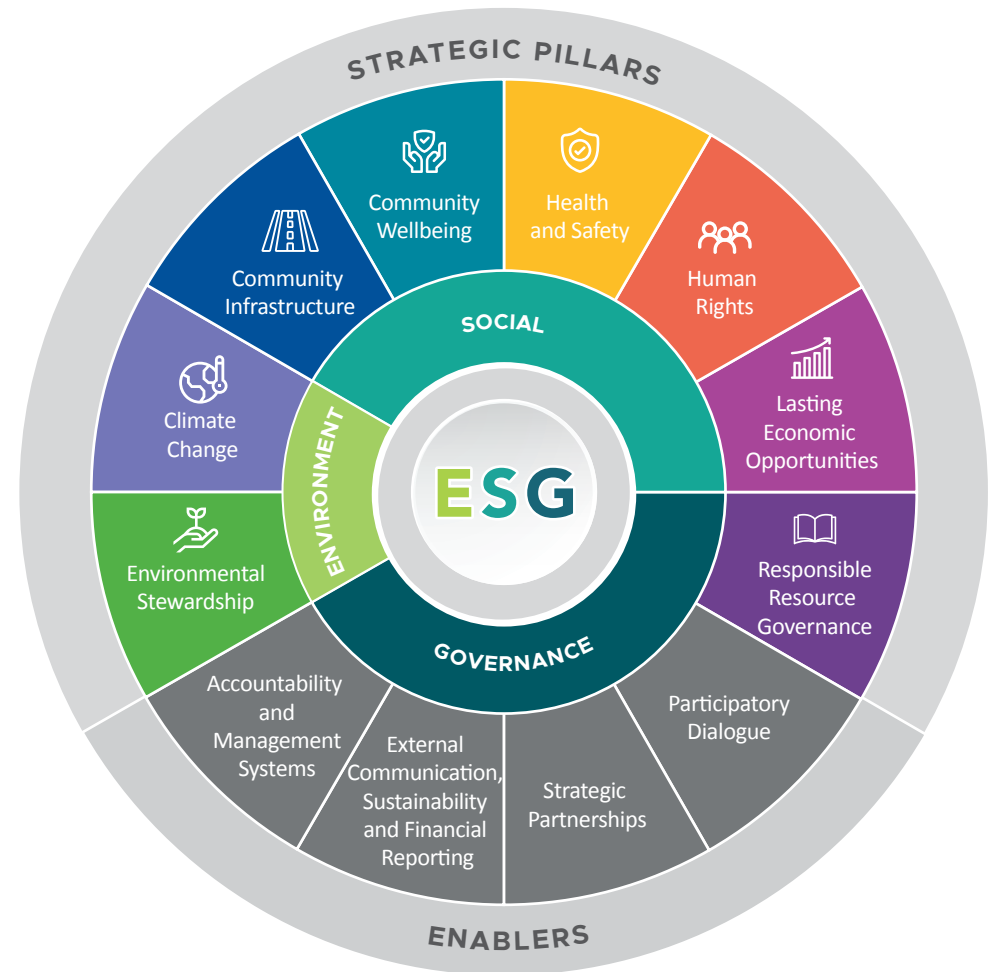 STRATEGIC PILLARS
Community
Wellbeing
Health
and Safety
Community
Infrastructure
Human
Rights
SOCIAL
Climate
Change
Lasting
Economic
Opportunities
ENVIRONMENT
ESG
Environmental
Stewardship
Responsible
Resource
Governance
GOVERNANCE
Accountability
and
Management
Systems
External
Communication,
Sustainability
and Financial
Reporting
Strategic
Partnerships
Participatory
Dialogue
ENABLERS